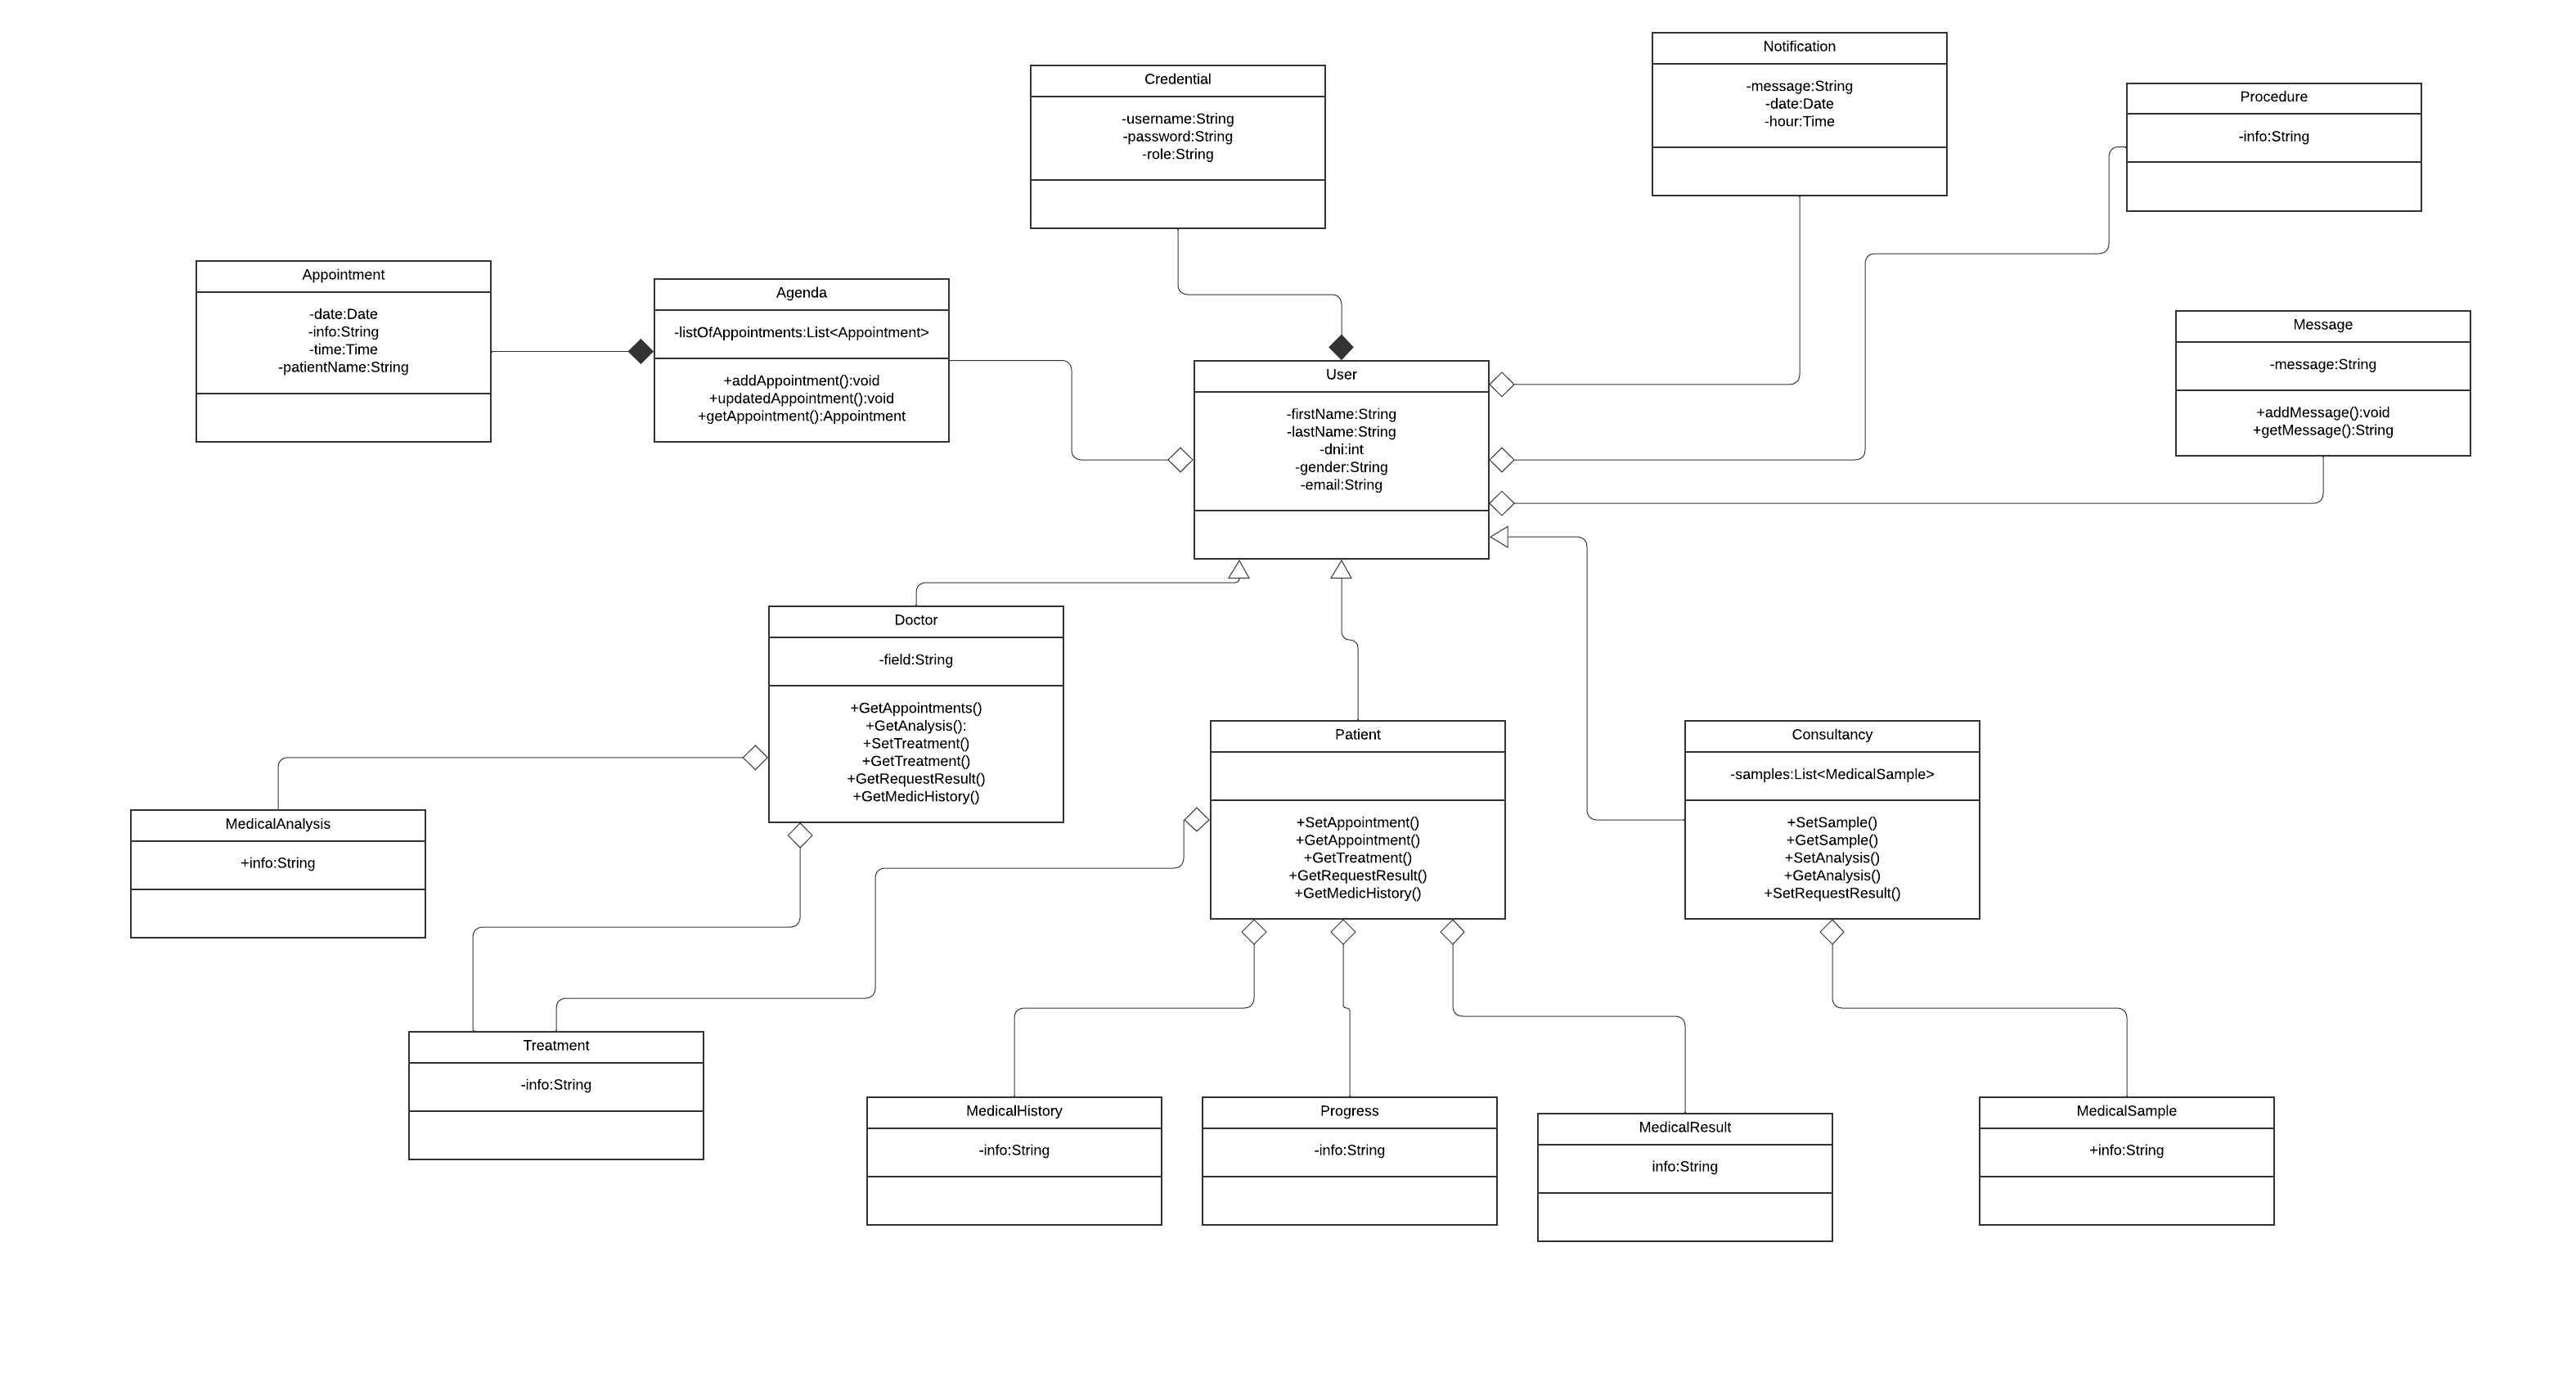 Notification
-message:String
-date:Date
-hour:Time
Credential
-username:String
-password:String
-role:String
Procedure
-info:String
Appointment
-date:Date
-info:String
-time:Time
-patientName:String
Agenda
-listOfAppointments:List<Appointment>
+addAppointment():void
+updatedAppointment():void
+getAppointment():Appointment
User
-firstName:String
-lastName:String
-dni:int
-gender:String
-email:String
Message
-message:String
+addMessage():void
+getMessage():String
Doctor
-field:String
+GetAppointments()
+GetAnalysis():
+SetTreatment()
+GetTreatment()
+GetRequestResult()
+GetMedicHistory()
Patient
+SetAppointment()
+GetAppointment()
+GetTreatment()
+GetRequestResult()
+GetMedicHistory()
Consultancy
-samples:List<MedicalSample>
+SetSample()
+GetSample()
+SetAnalysis()
+GetAnalysis()
+SetRequestResult()
MedicalAnalysis
+info:String
Treatment
-info:String
MedicalHistory
-info:String
Progress
-info:String
MedicalResult
info:String
MedicalSample
+info:String